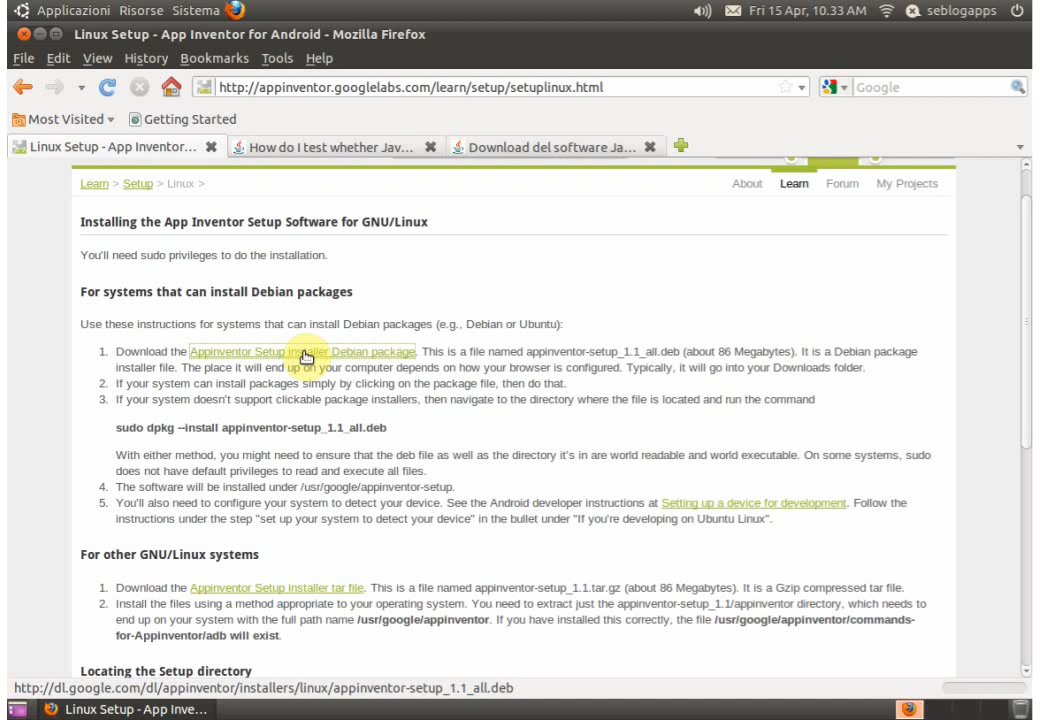 Applicazioni Risorse Sistema Fri 15 Apr, 10.33 AM seblogapps
Linux Setup - App Inventor for Android - Mozilla Firefox
File Edit View History Bookmarks Tools Help
http://appinventor.googlelabs.com/learn/setup/setuplinux.html Google
Most Visited Getting Started
Linux Setup - App Inventor... How do I test whether Jav... Download del software Ja...
Learn > Setup > Linux > About Learn Forum My Projects
Installing the App Inventor Setup Software for GNU/Linux
You'll need sudo privileges to do the installation.
For systems that can install Debian packages
Use these instructions for systems that can install Debian packages (e.g., Debian or Ubuntu):
1. Download the Appinventor Setup installer Debian package. This is a file named appinventor-setup_1.1_all.deb (about 86 Megabytes). It is a Debian package
installer file. The place it will end up on your computer depends on how your browser is configured. Typically, it will go into your Downloads folder.
2. If your system can install packages simply by clicking on the package file, then do that.
3. If your system doesn't support clickable package installers, then navigate to the directory where the file is located and run the command
sudo dpkg --install appinventor-setup_1.1_all.deb
With either method, you might need to ensure that the deb file as well as the directory it's in are world readable and world executable. On some systems, sudo
does not have default privileges to read and execute all files.
4. The software will be installed under /usr/google/appinventor-setup.
5. You'll also need to configure your system to detect your device. See the Android developer instructions at Setting up a device for development. Follow the
instructions under the step "set up your system to detect your device" in the bullet under "If you're developing on Ubuntu Linux".
For other GNU/Linux systems
1. Download the Appinventor Setup installer tar file. This is a file named appinventor-setup_1.1.tar.gz (about 86 Megabytes). It is a Gzip compressed tar file.
2. Install the files using a method appropriate to your operating system. You need to extract just the appinventor-setup_1.1/appinventor directory, which needs to
end up on your system with the full path name /usr/google/appinventor. If you have installed this correctly, the file /usr/google/appinventor/commands-
for-Appinventor/adb will exist.
Locating the Setup directory
http://dl.google.com/dl/appinventor/installers/linux/appinventor-setup_1.1_all.deb
Linux Setup - App Inve...